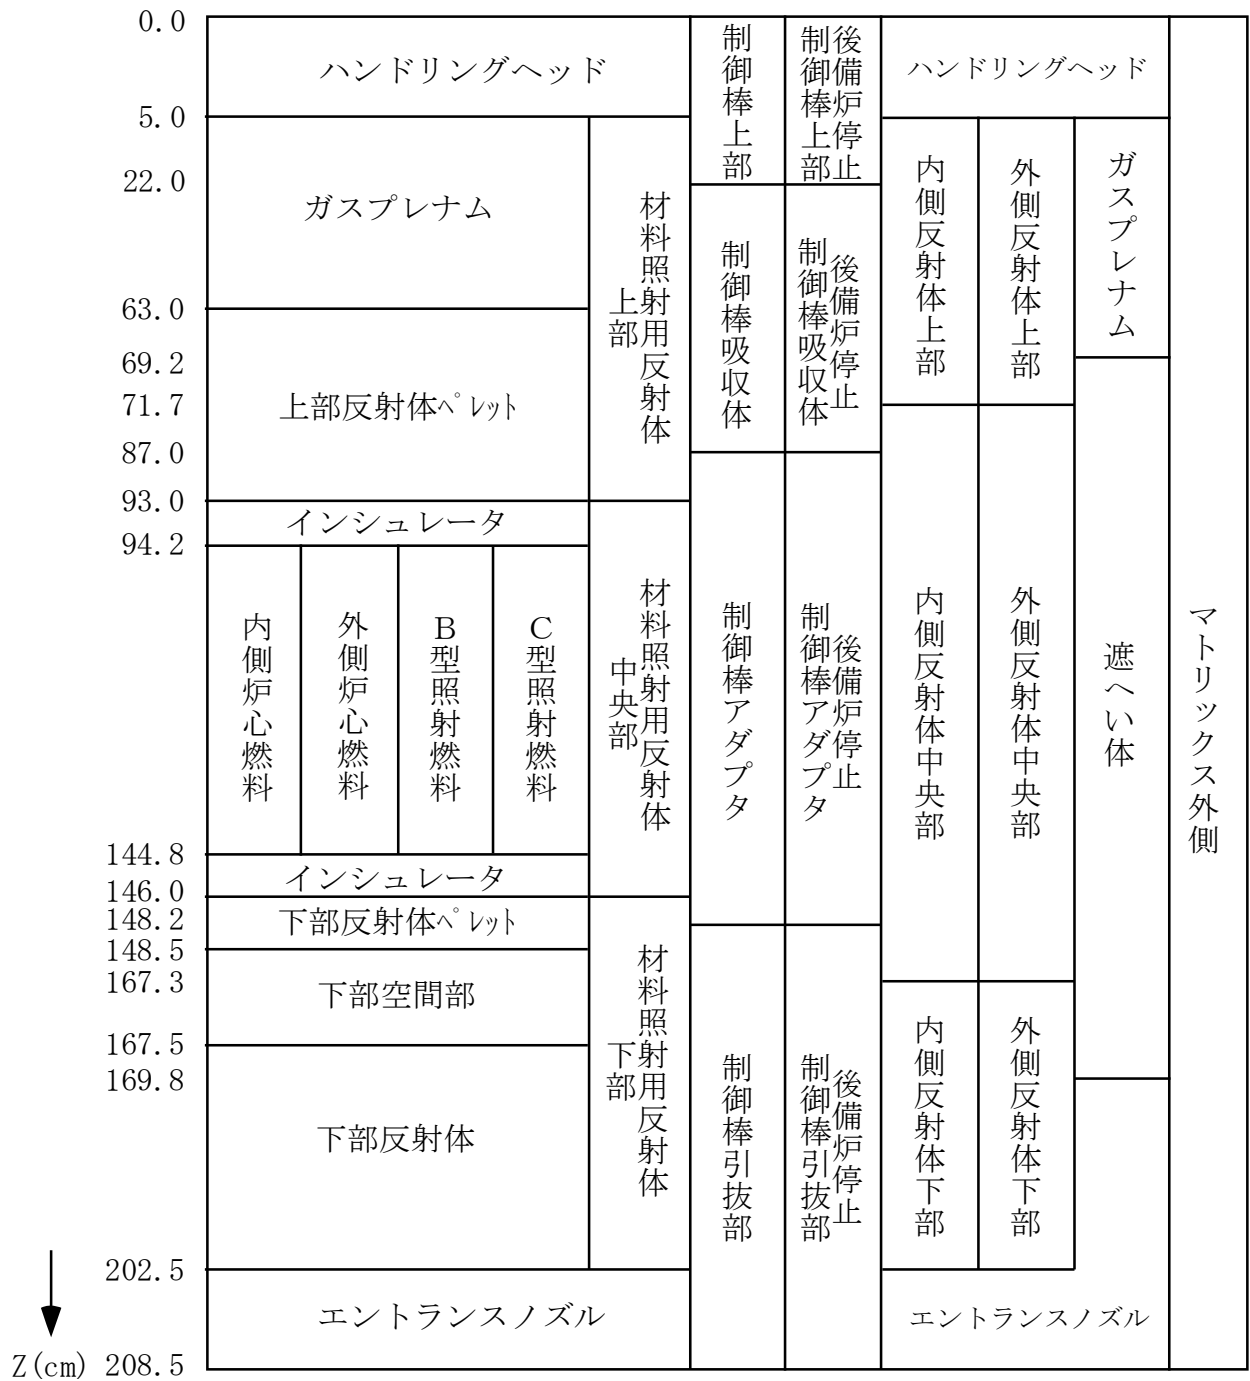 0.0
5.0
22.0
63.0
69.2
71.7
87.0
93.0
94.2
144.8
146.0
148.2
148.5
167.3
167.5
169.8
202.5
Z(cm) 208.5
ハンドリングヘッド
ガスプレナム
上部反射体ペレット
インシュレータ
内側炉心燃料
外側炉心燃料
B型照射燃料
C型照射燃料
インシュレータ
下部反射体ペレット
下部空間部
下部反射体
エントランスノズル
材料照射用反射体
上部
材料照射用反射体
中央部
材料照射用反射体
下部
制御棒上部
制御棒吸収体
制御棒アダプタ
制御棒引抜部
後備炉停止
制御棒上部
後備炉停止
制御棒吸収体
後備炉停止
制御棒アダプタ
後備炉停止
制御棒引抜部
ハンドリングヘッド
内側反射体上部
内側反射体中央部
内側反射体下部
外側反射体上部
外側反射体中央部
外側反射体下部
ガスプレナム
遮へい体
エントランスノズル
マトリックス外側